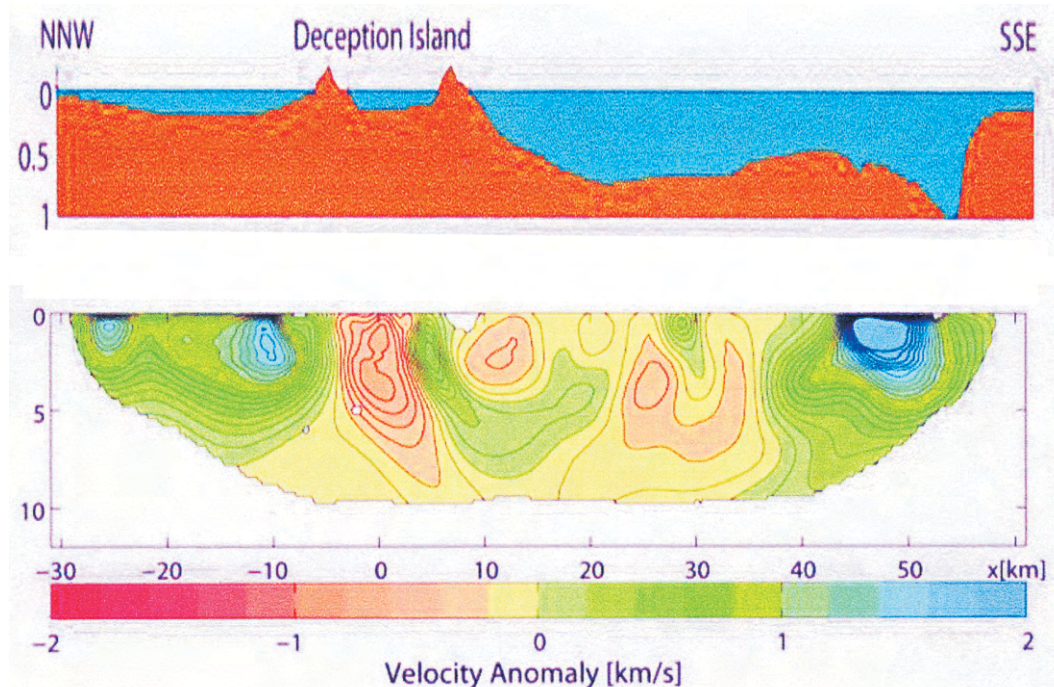 NNW Deception Island SSE
0
0.5
1
0
5
10
−30 −20 −10 0 10 20 30 40 50 x[km]
−2 −1 0 1 2
Velocity Anomaly [km/s]